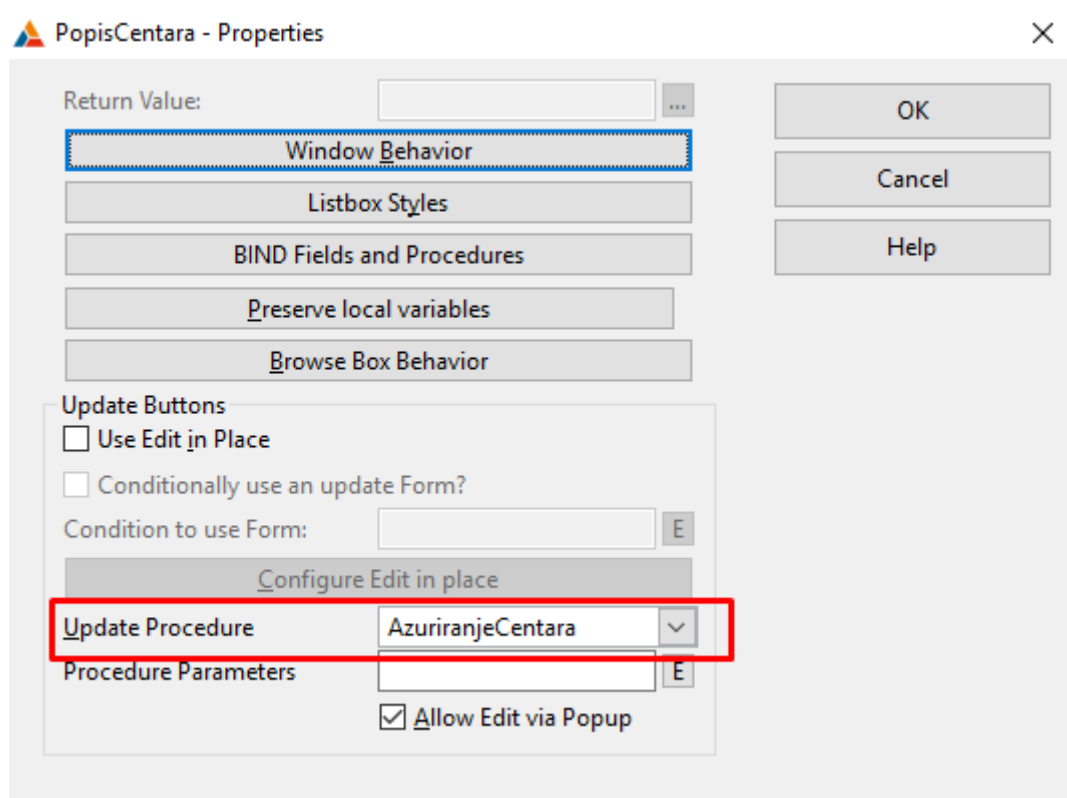 PopisCentara - Properties
Return Value:
...
OK
Window Behavior
Cancel
Listbox Styles
BIND Fields and Procedures
Help
Preserve local variables
Browse Box Behavior
Update Buttons
Use Edit in Place
Conditionally use an update Form?
Condition to use Form:
E
Configure Edit in place
Update Procedure
AzuriranjeCentara
Procedure Parameters
E
Allow Edit via Popup